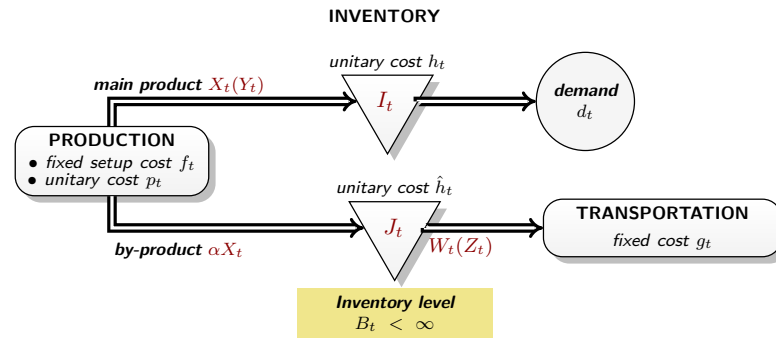 INVENTORY
unitary cost h_t
main product X_t(Y_t)
I_t
demand
d_t
PRODUCTION
• fixed setup cost f_t
• unitary cost p_t
unitary cost ĥ_t
by-product αX_t
J_t
W_t(Z_t)
TRANSPORTATION
fixed cost g_t
Inventory level
B_t < ∞